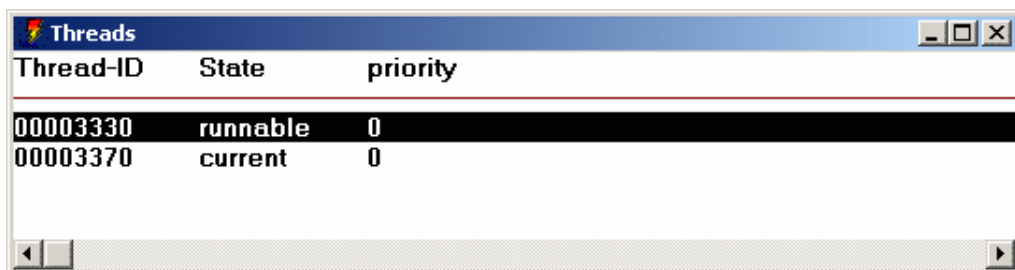 Threads
Thread-ID State priority
00003330 runnable 0
00003370 current 0